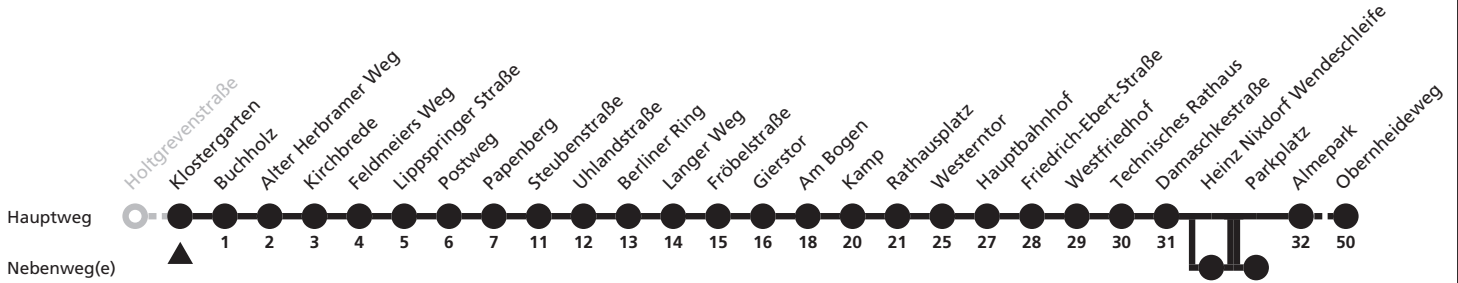 Holtgrevenstraße
Klostergarten
Buchholz
Alter Herbramer Weg
Kirchbrede
Feldmeiers Weg
Lippspringer Straße
Postweg
Papenberg
Steubenstraße
Uhlandstraße
Berliner Ring
Langer Weg
Fröbelstraße
Gierstor
Am Bogen
Kamp
Rathausplatz
Westerntor
Hauptbahnhof
Friedrich-Ebert-Straße
Westfriedhof
Technisches Rathaus
Damaschkestraße
Heinz Nixdorf Wendeschleife
Parkplatz
Almepark
Obernheideweg
Hauptweg
1 2 3 4 5 6 7 11 12 13 14 15 16 18 20 21 25 27 28 29 30 31 32 50
Nebenweg(e)